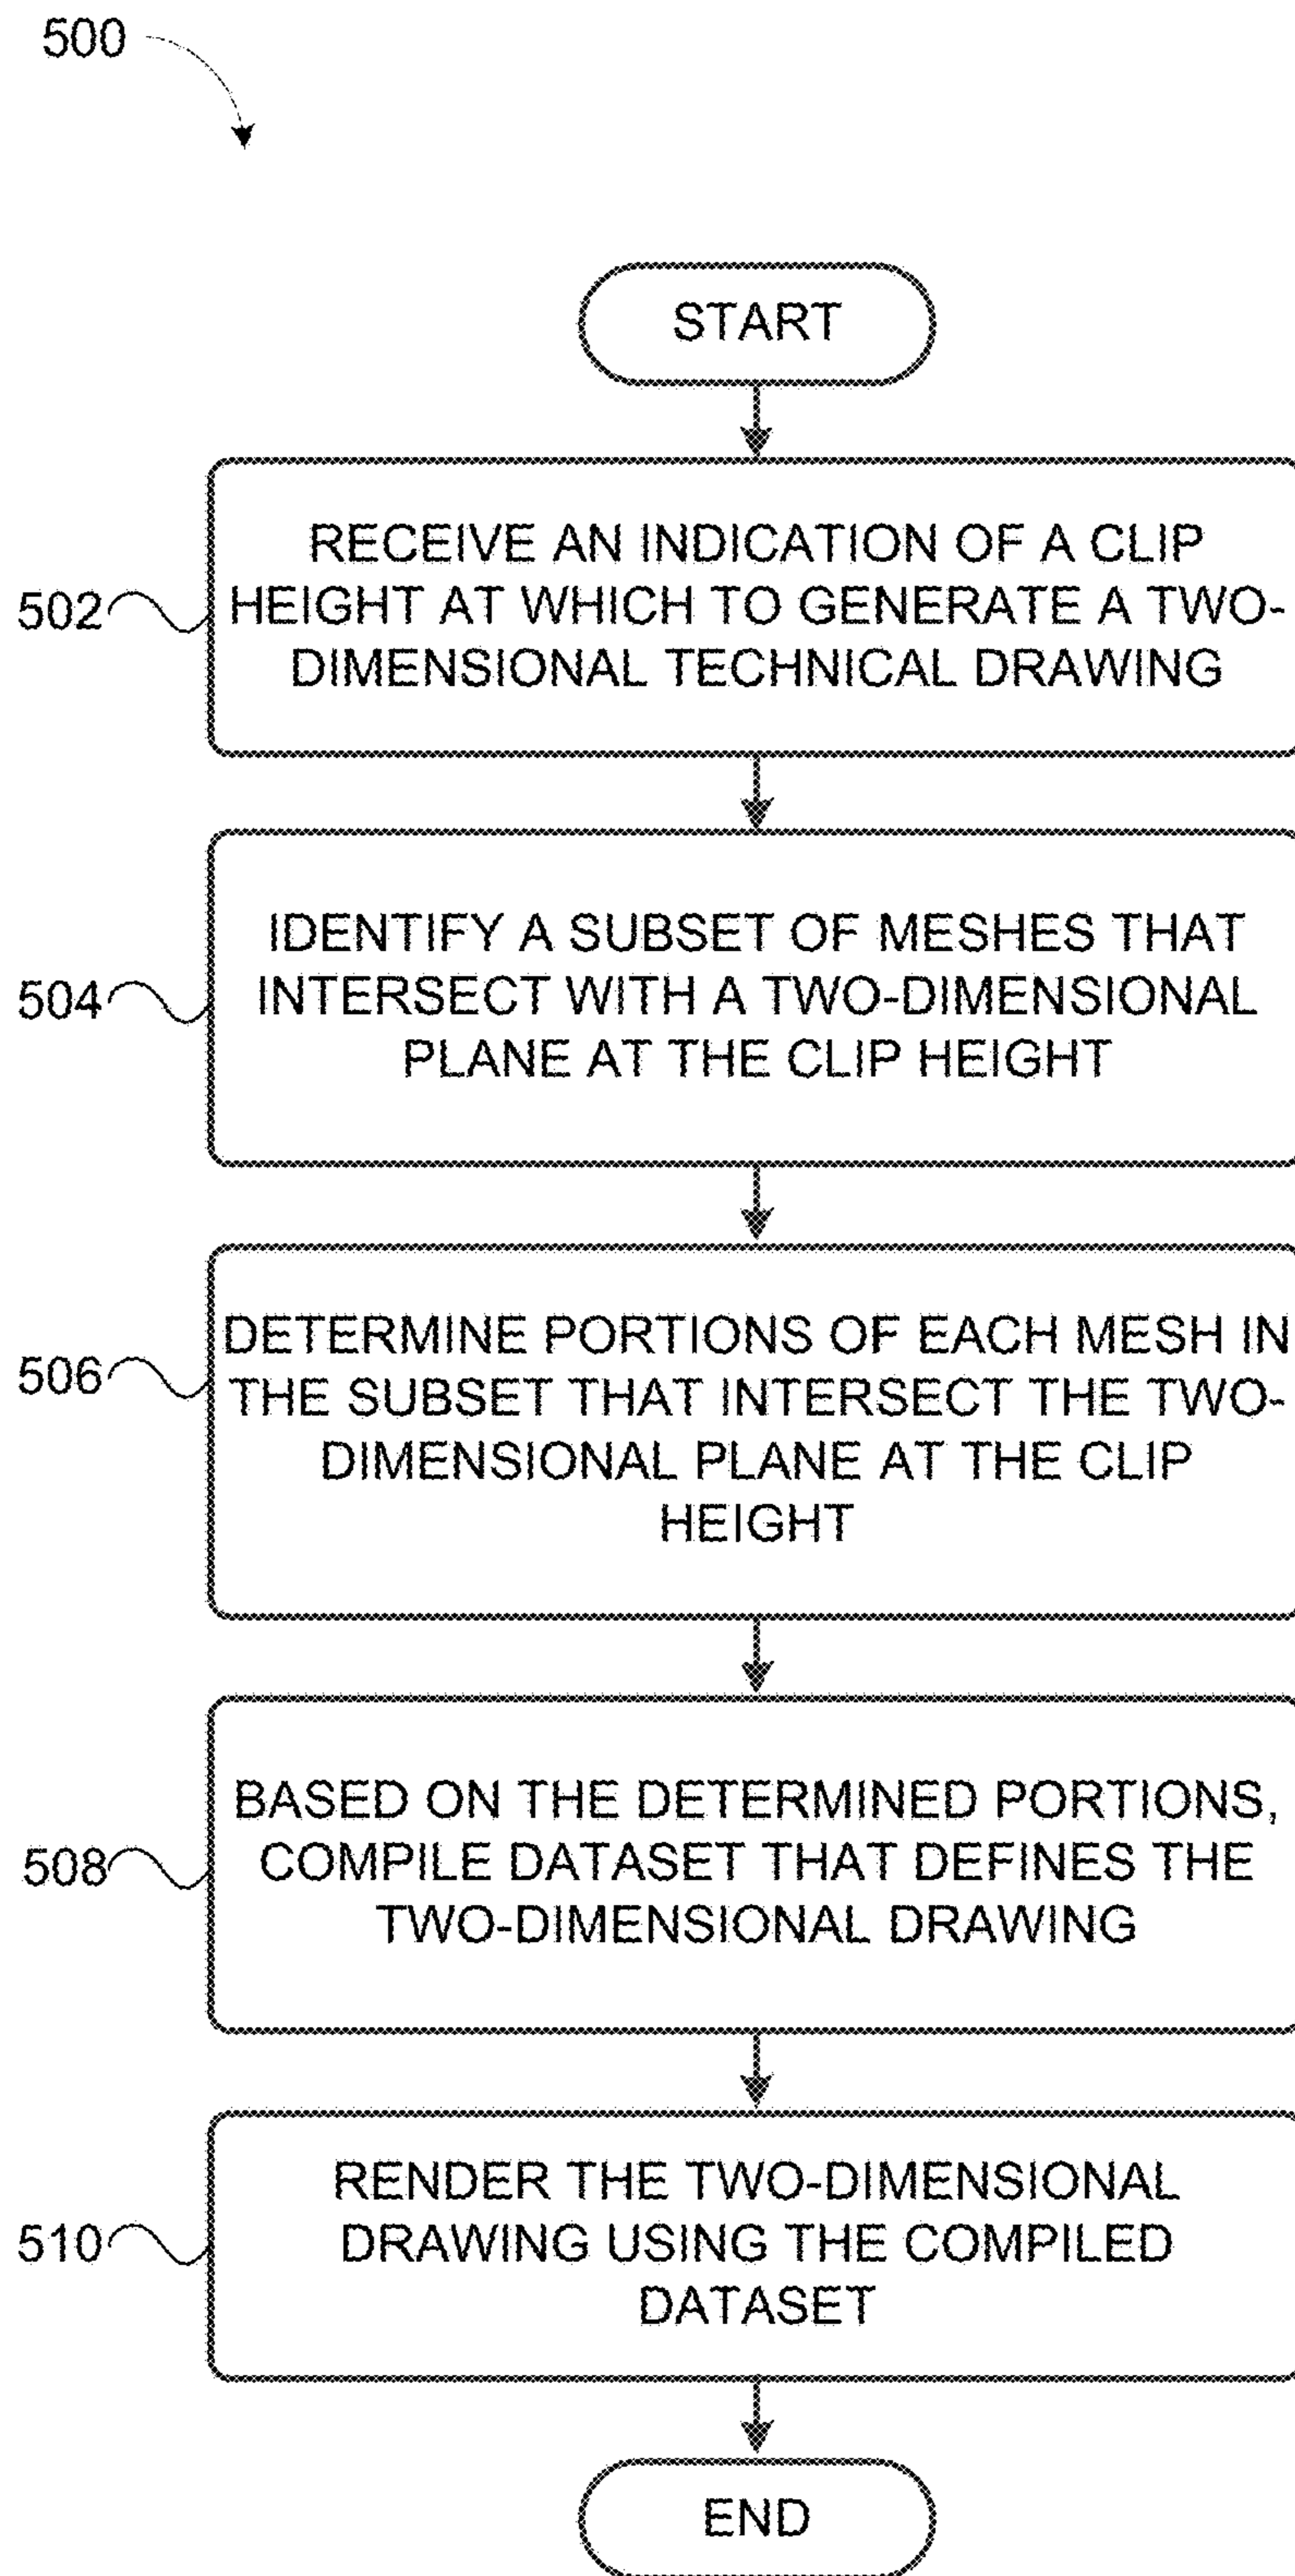 500
START
502
RECEIVE AN INDICATION OF A CLIP
HEIGHT AT WHICH TO GENERATE A TWO-
DIMENSIONAL TECHNICAL DRAWING
504
IDENTIFY A SUBSET OF MESHES THAT
INTERSECT WITH A TWO-DIMENSIONAL
PLANE AT THE CLIP HEIGHT
506
DETERMINE PORTIONS OF EACH MESH IN
THE SUBSET THAT INTERSECT THE TWO-
DIMENSIONAL PLANE AT THE CLIP
HEIGHT
508
BASED ON THE DETERMINED PORTIONS,
COMPILE DATASET THAT DEFINES THE
TWO-DIMENSIONAL DRAWING
510
RENDER THE TWO-DIMENSIONAL
DRAWING USING THE COMPILED
DATASET
END